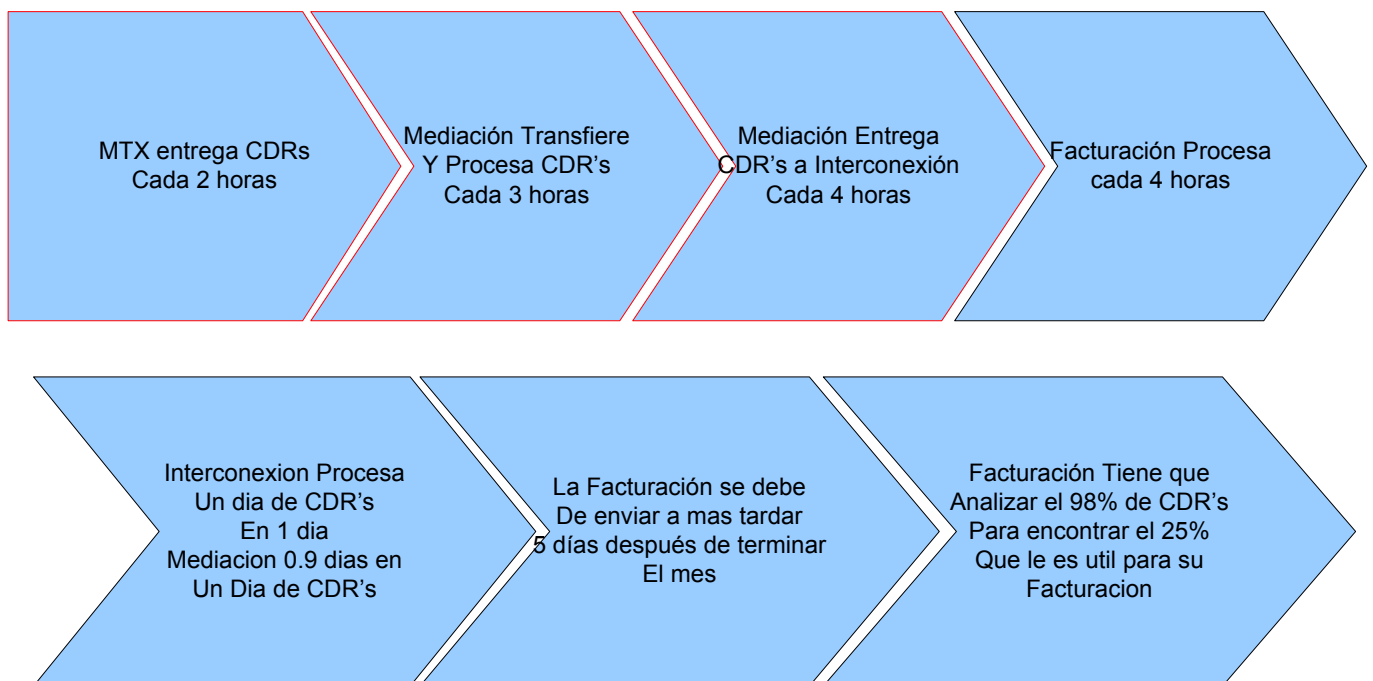 MTX entrega CDRs
Cada 2 horas
Mediación Transfiere
Y Procesa CDR's
Cada 3 horas
Mediación Entrega
CDR's a Interconexión
Cada 4 horas
Facturación Procesa
cada 4 horas
Interconexion Procesa
Un dia de CDR's
En 1 dia
Mediacion 0.9 dias en
Un Dia de CDR's
La Facturación se debe
De enviar a mas tardar
5 días después de terminar
El mes
Facturación Tiene que
Analizar el 98% de CDR's
Para encontrar el 25%
Que le es util para su
Facturacion